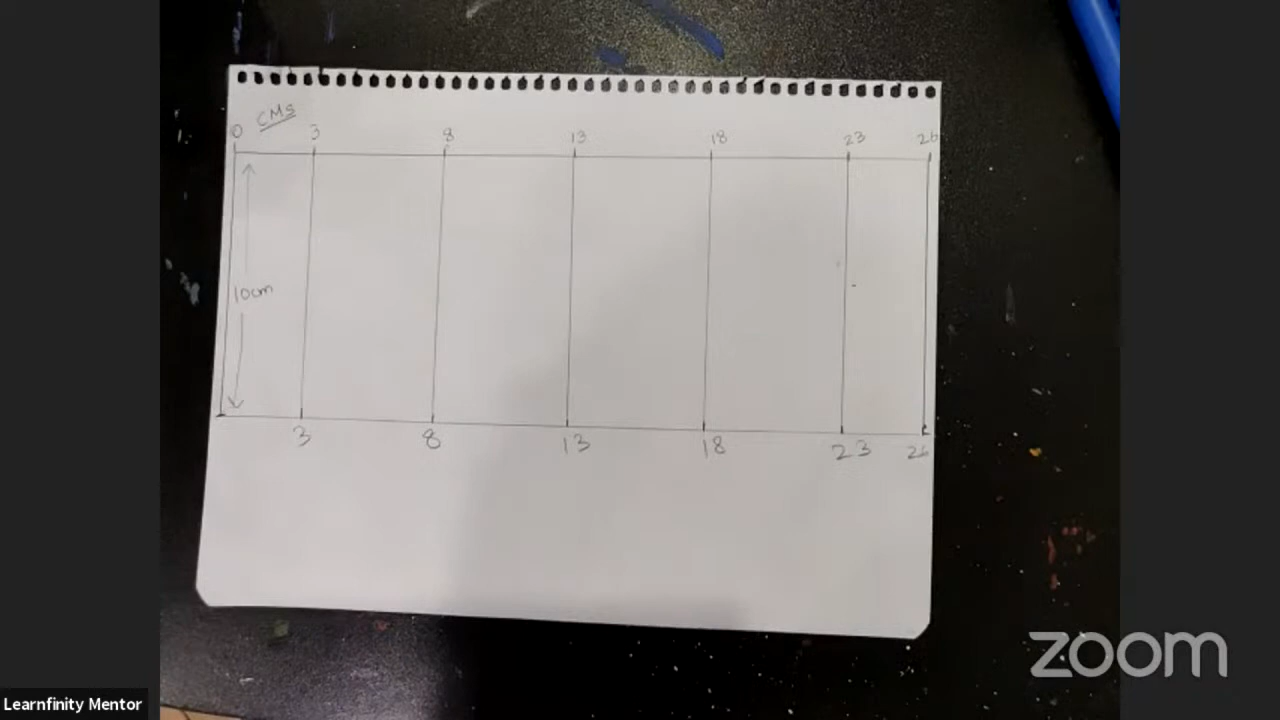 CMS
0 3 8 13 18 23 26
10cm
3 8 13 18 23 26
zoom
Learnfinity Mentor